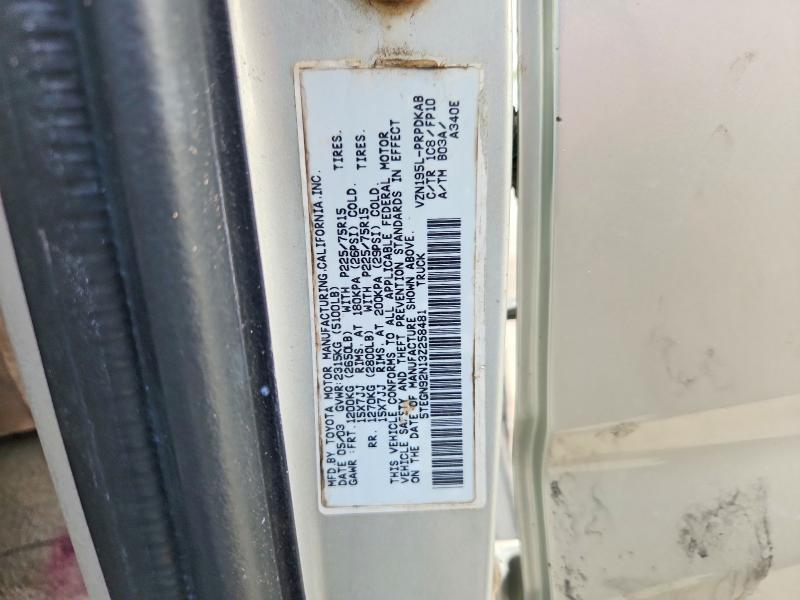 MFD.BY TOYOTA MOTOR MANUFACTURING.CALIFORNIA.INC.
DATE 05/03 GVWR:2315KG (5100LB)
GAWR :FRT.1200KG (2650LB) WITH P225/75R15 TIRES.
15X7JJ RIMS.AT 180KPA (26PSI) COLD.
RR. 1270KG (2800LB) WITH P225/75R15 TIRES.
15X7JJ RIMS.AT 200KPA (29PSI) COLD.
THIS VEHICLE CONFORMS TO ALL APPLICABLE FEDERAL MOTOR
VEHICLE SAFETY AND THEFT PREVENTION STANDARDS IN EFFECT
ON THE DATE OF MANUFACTURE SHOWN ABOVE.
5TEGN92N13Z258481 TRUCK
VZN195L-PRPDKAB
C/TR 1C8/FP10
A/TM B03A/
A340E